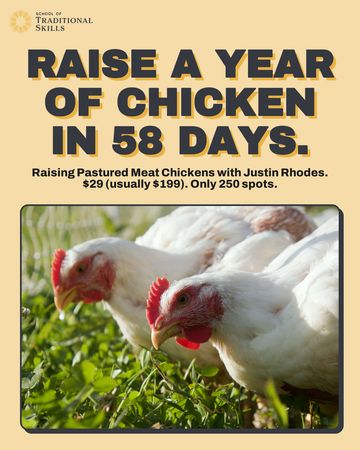 SCHOOL OF
TRADITIONAL
SKILLS
RAISE A YEAR
OF CHICKEN
IN 58 DAYS.
Raising Pastured Meat Chickens with Justin Rhodes.
$29 (usually $199). Only 250 spots.